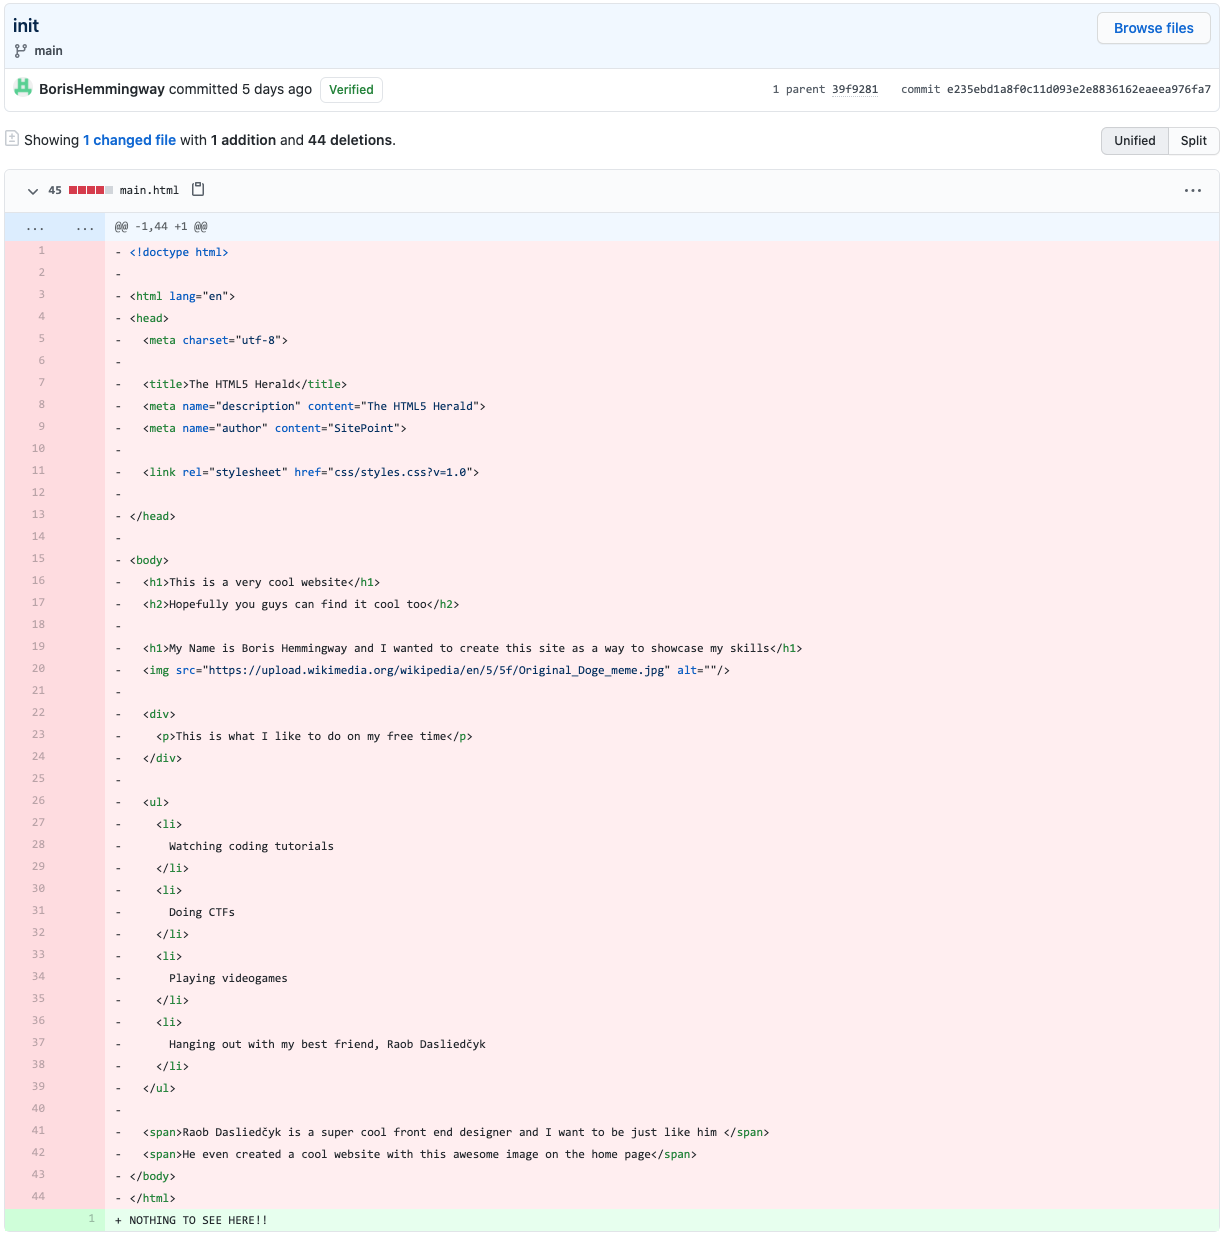 init
Browse files
main
BorisHemmingway committed 5 days ago Verified 1 parent 39f9281 commit e235ebd1a8f0c11d093e2e8836162eaeea976fa7
Showing 1 changed file with 1 addition and 44 deletions.
Unified Split
45 main.html ...
... ... @@ -1,44 +1 @@
1 - <!doctype html>
2 -
3 - <html lang="en">
4 - <head>
5 - <meta charset="utf-8">
6 -
7 - <title>The HTML5 Herald</title>
8 - <meta name="description" content="The HTML5 Herald">
9 - <meta name="author" content="SitePoint">
10 -
11 - <link rel="stylesheet" href="css/styles.css?v=1.0">
12 -
13 - </head>
14 -
15 - <body>
16 - <h1>This is a very cool website</h1>
17 - <h2>Hopefully you guys can find it cool too</h2>
18 -
19 - <h1>My Name is Boris Hemmingway and I wanted to create this site as a way to showcase my skills</h1>
20 - <img src="https://upload.wikimedia.org/wikipedia/en/5/5f/Original_Doge_meme.jpg" alt=""/>
21 -
22 - <div>
23 - <p>This is what I like to do on my free time</p>
24 - </div>
25 -
26 - <ul>
27 - <li>
28 - Watching coding tutorials
29 - </li>
30 - <li>
31 - Doing CTFs
32 - </li>
33 - <li>
34 - Playing videogames
35 - </li>
36 - <li>
37 - Hanging out with my best friend, Raob Dasliedčyk
38 - </li>
39 - </ul>
40 -
41 - <span>Raob Dasliedčyk is a super cool front end designer and I want to be just like him </span>
42 - <span>He even created a cool website with this awesome image on the home page</span>
43 - </body>
44 - </html>
1 + NOTHING TO SEE HERE!!